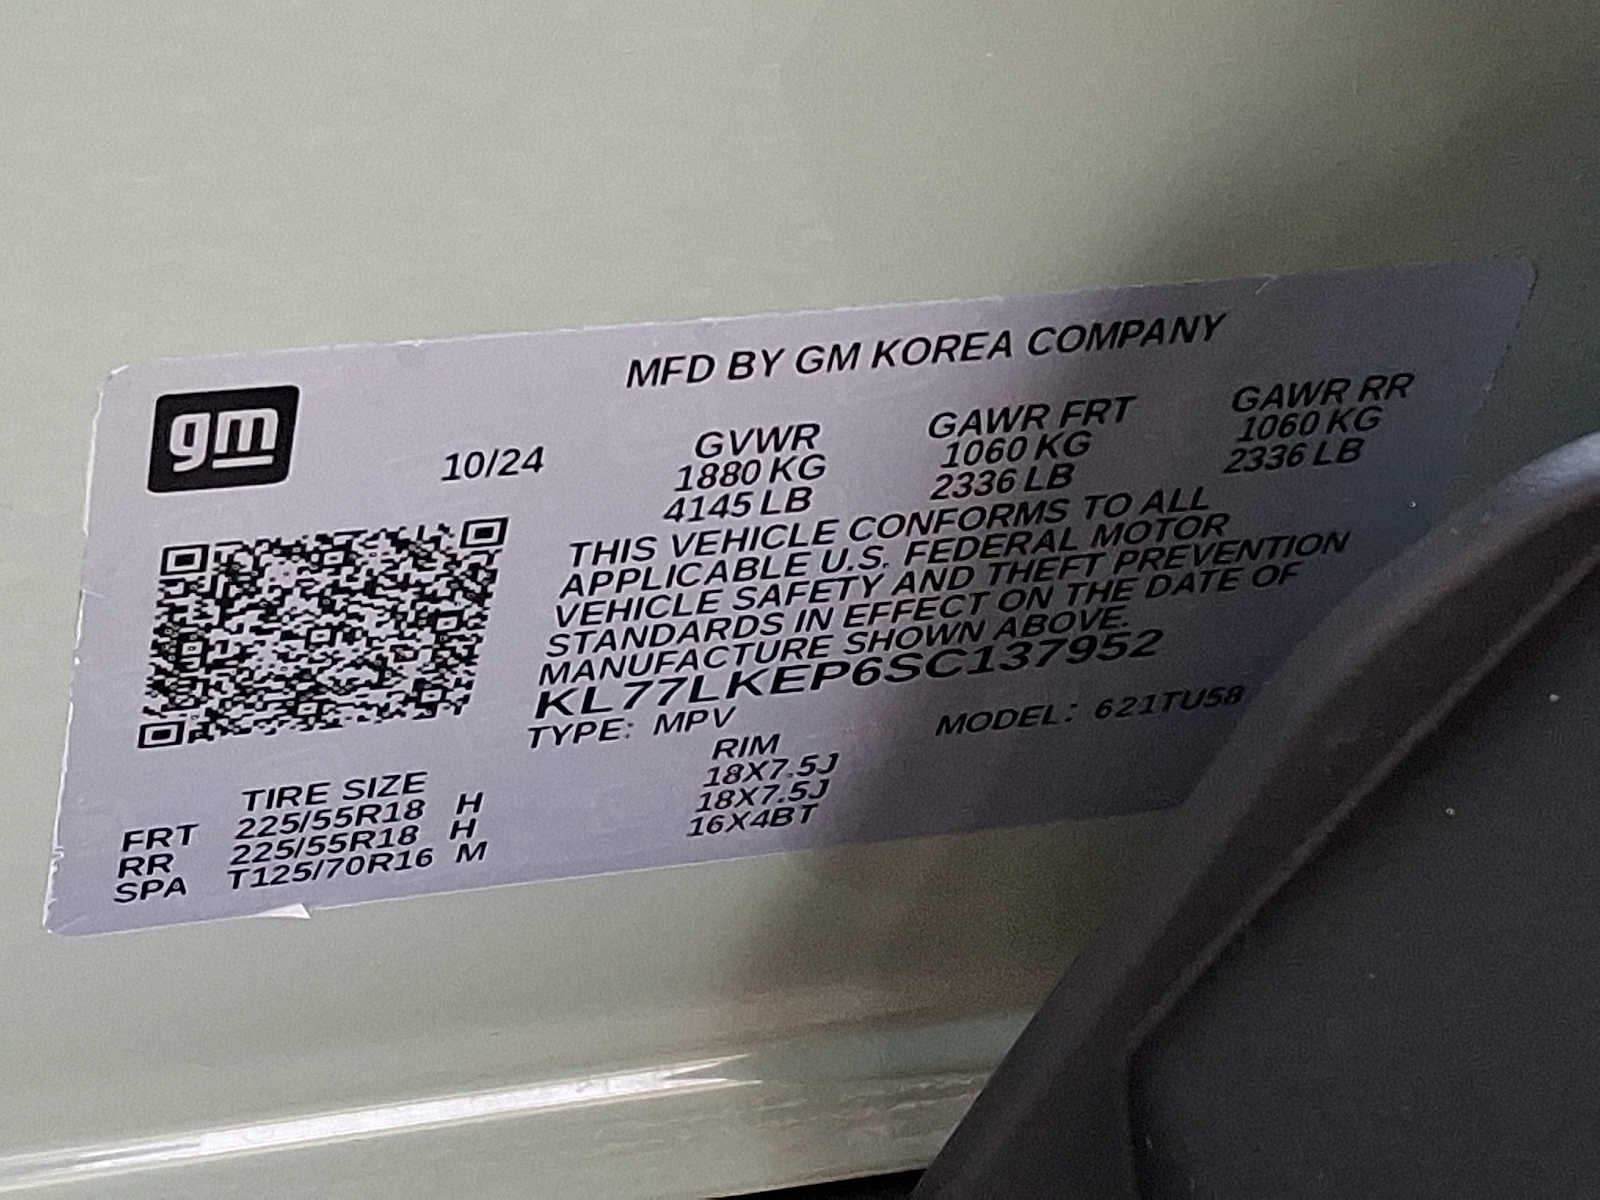 gm
MFD BY GM KOREA COMPANY
10/24 GVWR GAWR FRT GAWR RR
1880 KG 1060 KG 1060 KG
4145 LB 2336 LB 2336 LB
THIS VEHICLE CONFORMS TO ALL
APPLICABLE U.S. FEDERAL MOTOR
VEHICLE SAFETY AND THEFT PREVENTION
STANDARDS IN EFFECT ON THE DATE OF
MANUFACTURE SHOWN ABOVE.
KL77LKEP6SC137952
TYPE: MPV MODEL: 621TU58
TIRE SIZE RIM
FRT 225/55R18 H 18X7.5J
RR 225/55R18 H 18X7.5J
SPA T125/70R16 M 16X4BT